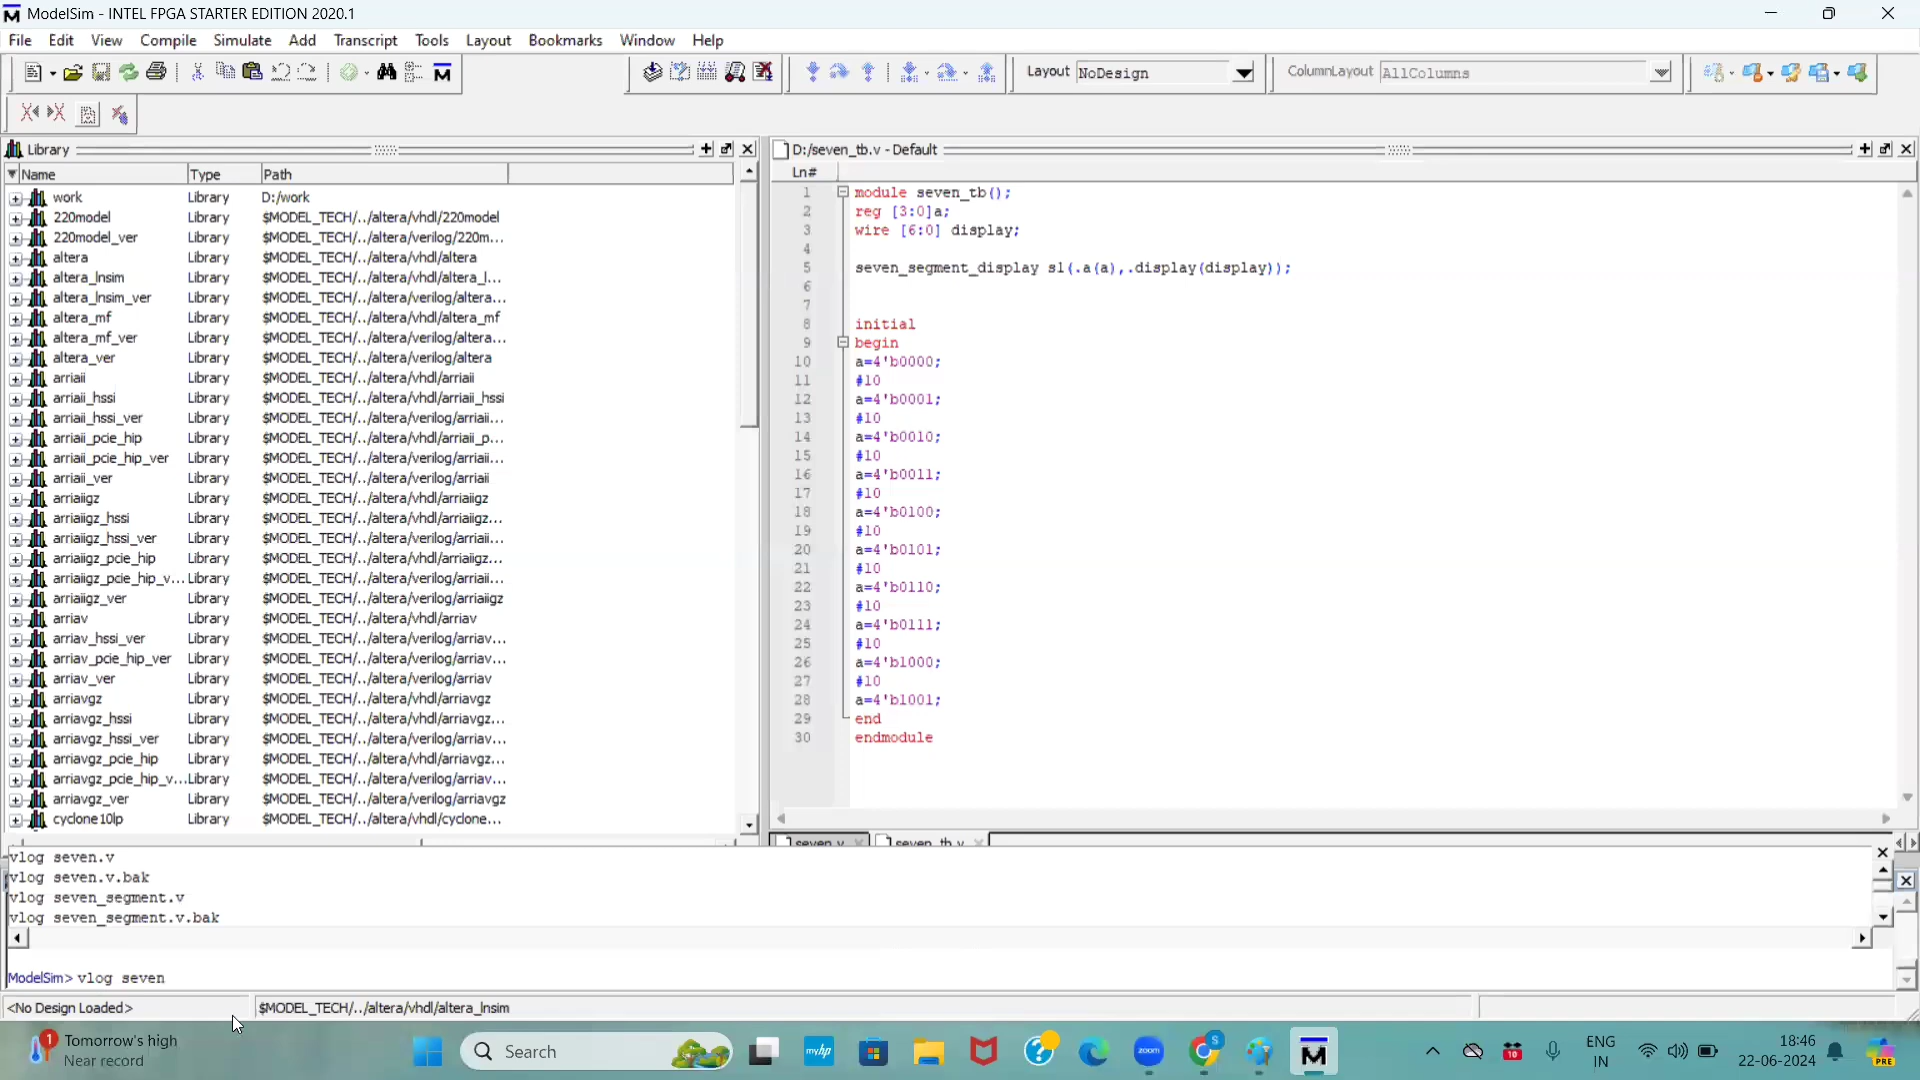 ModelSim - INTEL FPGA STARTER EDITION 2020.1
File Edit View Compile Simulate Add Transcript Tools Layout Bookmarks Window Help
Layout NoDesign
ColumnLayout AllColumns
Library
Name Type Path
work Library D:/work
220model Library $MODEL_TECH/../altera/vhdl/220model
220model_ver Library $MODEL_TECH/../altera/verilog/220m...
altera Library $MODEL_TECH/../altera/vhdl/altera
altera_lnsim Library $MODEL_TECH/../altera/vhdl/altera_l...
altera_lnsim_ver Library $MODEL_TECH/../altera/verilog/altera...
altera_mf Library $MODEL_TECH/../altera/vhdl/altera_mf
altera_mf_ver Library $MODEL_TECH/../altera/verilog/altera...
altera_ver Library $MODEL_TECH/../altera/verilog/altera
arriaii Library $MODEL_TECH/../altera/vhdl/arriaii
arriaii_hssi Library $MODEL_TECH/../altera/vhdl/arriaii_hssi
arriaii_hssi_ver Library $MODEL_TECH/../altera/verilog/arriaii...
arriaii_pcie_hip Library $MODEL_TECH/../altera/vhdl/arriaii_p...
arriaii_pcie_hip_ver Library $MODEL_TECH/../altera/verilog/arriaii...
arriaii_ver Library $MODEL_TECH/../altera/verilog/arriaii
arriaiigz Library $MODEL_TECH/../altera/vhdl/arriaiigz
arriaiigz_hssi Library $MODEL_TECH/../altera/vhdl/arriaiigz...
arriaiigz_hssi_ver Library $MODEL_TECH/../altera/verilog/arriaii...
arriaiigz_pcie_hip Library $MODEL_TECH/../altera/vhdl/arriaiigz...
arriaiigz_pcie_hip_v... Library $MODEL_TECH/../altera/verilog/arriaii...
arriaiigz_ver Library $MODEL_TECH/../altera/verilog/arriaiigz
arriav Library $MODEL_TECH/../altera/vhdl/arriav
arriav_hssi_ver Library $MODEL_TECH/../altera/verilog/arriav...
arriav_pcie_hip_ver Library $MODEL_TECH/../altera/verilog/arriav...
arriav_ver Library $MODEL_TECH/../altera/verilog/arriav
arriavgz Library $MODEL_TECH/../altera/vhdl/arriavgz
arriavgz_hssi Library $MODEL_TECH/../altera/vhdl/arriavgz...
arriavgz_hssi_ver Library $MODEL_TECH/../altera/verilog/arriav...
arriavgz_pcie_hip Library $MODEL_TECH/../altera/vhdl/arriavgz...
arriavgz_pcie_hip_v... Library $MODEL_TECH/../altera/verilog/arriav...
arriavgz_ver Library $MODEL_TECH/../altera/verilog/arriavgz
cyclone10lp Library $MODEL_TECH/../altera/vhdl/cyclone...
D:/seven_tb.v - Default
Ln#
1 module seven_tb();
2 reg [3:0]a;
3 wire [6:0] display;
4
5 seven_segment_display s1(.a(a),.display(display));
6
7
8 initial
9 begin
10 a=4'b0000;
11 #10
12 a=4'b0001;
13 #10
14 a=4'b0010;
15 #10
16 a=4'b0011;
17 #10
18 a=4'b0100;
19 #10
20 a=4'b0101;
21 #10
22 a=4'b0110;
23 #10
24 a=4'b0111;
25 #10
26 a=4'b1000;
27 #10
28 a=4'b1001;
29 end
30 endmodule
seven.v seven_tb.v
vlog seven.v
vlog seven.v.bak
vlog seven_segment.v
vlog seven_segment.v.bak
ModelSim> vlog seven
<No Design Loaded> $MODEL_TECH/../altera/vhdl/altera_lnsim
1
Tomorrow's high
Near record
Search
myhp
zoom
S
10
ENG
IN
18:46
22-06-2024
PRE